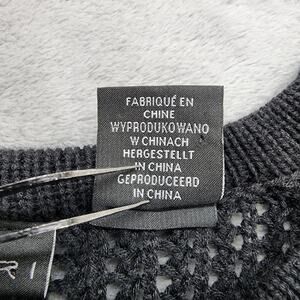 FABRIQUÉ EN
CHINE
WYPRODUKOWANO
W CHINACH
HERGESTELLT
IN CHINA
GEPRODUCEERD
IN CHINA